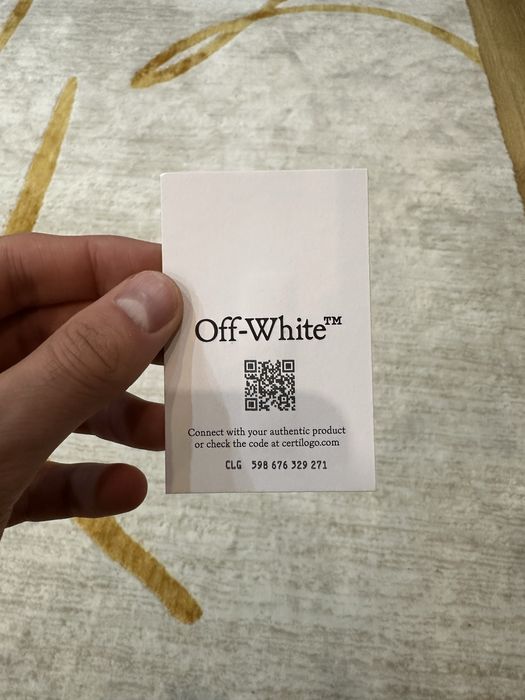 Off-White™
Connect with your authentic product
or check the code at certilogo.com
CLG 598 676 329 271